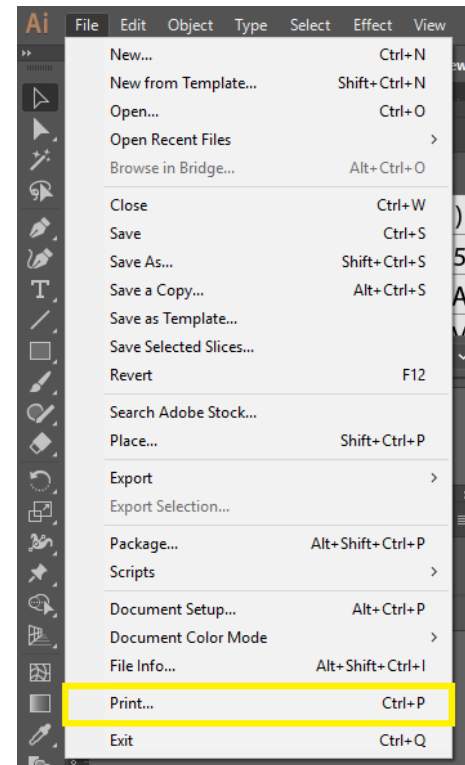 Ai File Edit Object Type Select Effect View
New... Ctrl+N
New from Template... Shift+Ctrl+N
Open... Ctrl+O
Open Recent Files >
Browse in Bridge... Alt+Ctrl+O
Close Ctrl+W
Save Ctrl+S
Save As... Shift+Ctrl+S
Save a Copy... Alt+Ctrl+S
Save as Template...
Save Selected Slices...
Revert F12
Search Adobe Stock...
Place... Shift+Ctrl+P
Export >
Export Selection...
Package... Alt+Shift+Ctrl+P
Scripts >
Document Setup... Alt+Ctrl+P
Document Color Mode >
File Info... Alt+Shift+Ctrl+I
Print... Ctrl+P
Exit Ctrl+Q